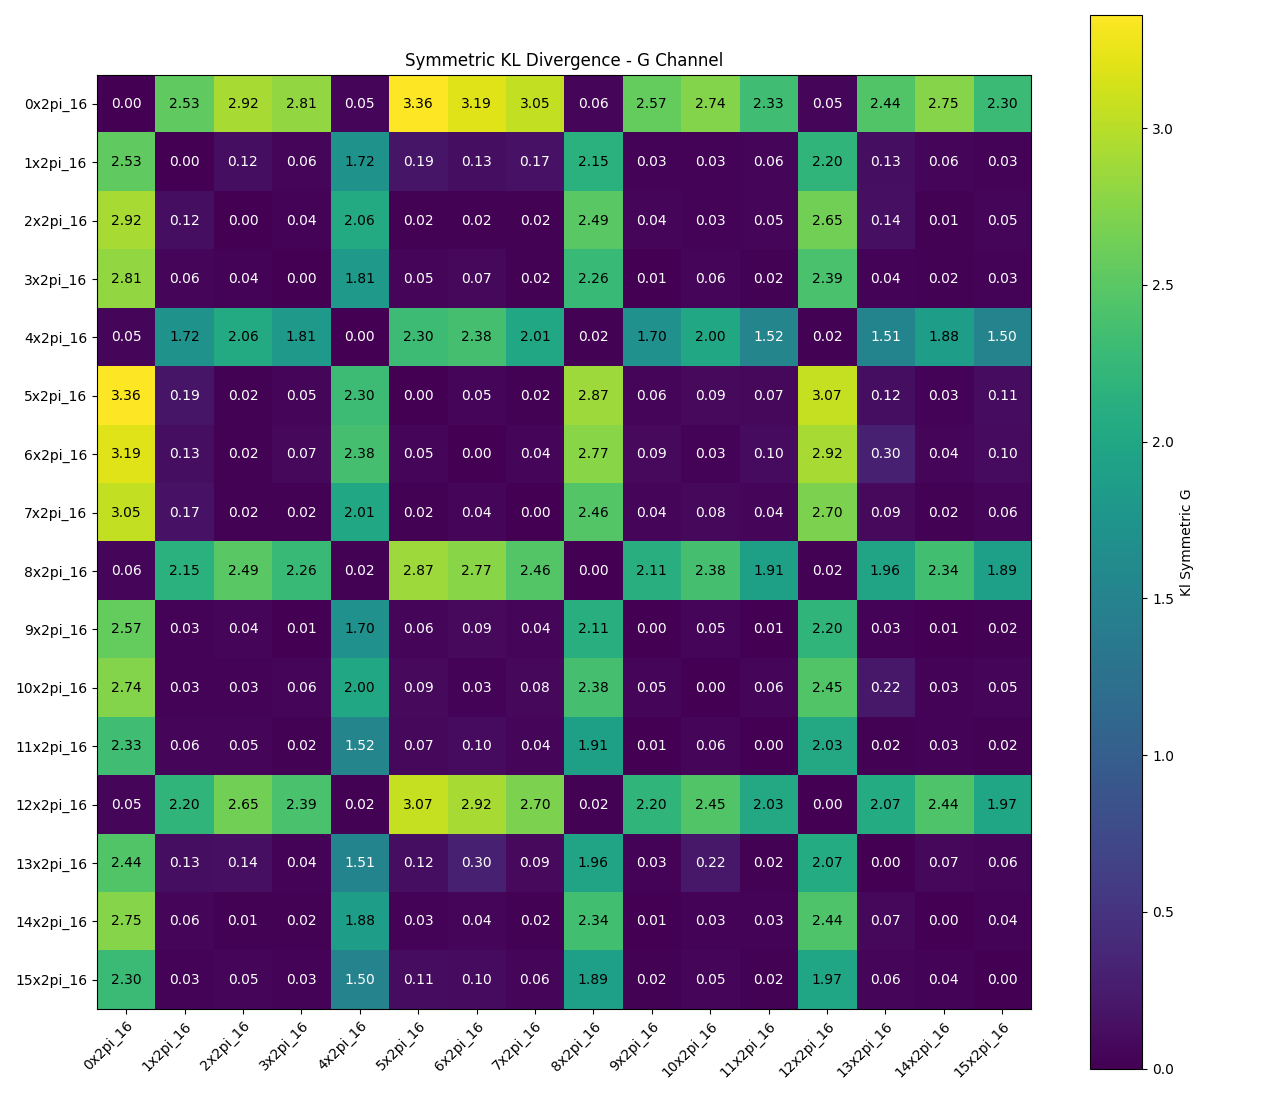 Symmetric KL Divergence - G Channel
0x2pi_16 0.00 2.53 2.92 2.81 0.05 3.36 3.19 3.05 0.06 2.57 2.74 2.33 0.05 2.44 2.75 2.30
1x2pi_16 2.53 0.00 0.12 0.06 1.72 0.19 0.13 0.17 2.15 0.03 0.03 0.06 2.20 0.13 0.06 0.03
2x2pi_16 2.92 0.12 0.00 0.04 2.06 0.02 0.02 0.02 2.49 0.04 0.03 0.05 2.65 0.14 0.01 0.05
3x2pi_16 2.81 0.06 0.04 0.00 1.81 0.05 0.07 0.02 2.26 0.01 0.06 0.02 2.39 0.04 0.02 0.03
4x2pi_16 0.05 1.72 2.06 1.81 0.00 2.30 2.38 2.01 0.02 1.70 2.00 1.52 0.02 1.51 1.88 1.50
5x2pi_16 3.36 0.19 0.02 0.05 2.30 0.00 0.05 0.02 2.87 0.06 0.09 0.07 3.07 0.12 0.03 0.11
6x2pi_16 3.19 0.13 0.02 0.07 2.38 0.05 0.00 0.04 2.77 0.09 0.03 0.10 2.92 0.30 0.04 0.10
7x2pi_16 3.05 0.17 0.02 0.02 2.01 0.02 0.04 0.00 2.46 0.04 0.08 0.04 2.70 0.09 0.02 0.06
8x2pi_16 0.06 2.15 2.49 2.26 0.02 2.87 2.77 2.46 0.00 2.11 2.38 1.91 0.02 1.96 2.34 1.89
9x2pi_16 2.57 0.03 0.04 0.01 1.70 0.06 0.09 0.04 2.11 0.00 0.05 0.01 2.20 0.03 0.01 0.02
10x2pi_16 2.74 0.03 0.03 0.06 2.00 0.09 0.03 0.08 2.38 0.05 0.00 0.06 2.45 0.22 0.03 0.05
11x2pi_16 2.33 0.06 0.05 0.02 1.52 0.07 0.10 0.04 1.91 0.01 0.06 0.00 2.03 0.02 0.03 0.02
12x2pi_16 0.05 2.20 2.65 2.39 0.02 3.07 2.92 2.70 0.02 2.20 2.45 2.03 0.00 2.07 2.44 1.97
13x2pi_16 2.44 0.13 0.14 0.04 1.51 0.12 0.30 0.09 1.96 0.03 0.22 0.02 2.07 0.00 0.07 0.06
14x2pi_16 2.75 0.06 0.01 0.02 1.88 0.03 0.04 0.02 2.34 0.01 0.03 0.03 2.44 0.07 0.00 0.04
15x2pi_16 2.30 0.03 0.05 0.03 1.50 0.11 0.10 0.06 1.89 0.02 0.05 0.02 1.97 0.06 0.04 0.00
0x2pi_16 1x2pi_16 2x2pi_16 3x2pi_16 4x2pi_16 5x2pi_16 6x2pi_16 7x2pi_16 8x2pi_16 9x2pi_16 10x2pi_16 11x2pi_16 12x2pi_16 13x2pi_16 14x2pi_16 15x2pi_16
3.0
2.5
2.0
1.5
1.0
0.5
0.0
Kl Symmetric G